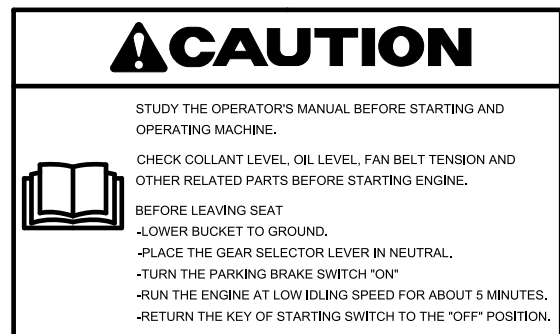 CAUTION
STUDY THE OPERATOR'S MANUAL BEFORE STARTING AND
OPERATING MACHINE.
CHECK COLLANT LEVEL, OIL LEVEL, FAN BELT TENSION AND
OTHER RELATED PARTS BEFORE STARTING ENGINE.
BEFORE LEAVING SEAT
-LOWER BUCKET TO GROUND.
-PLACE THE GEAR SELECTOR LEVER IN NEUTRAL.
-TURN THE PARKING BRAKE SWITCH "ON"
-RUN THE ENGINE AT LOW IDLING SPEED FOR ABOUT 5 MINUTES.
-RETURN THE KEY OF STARTING SWITCH TO THE "OFF" POSITION.